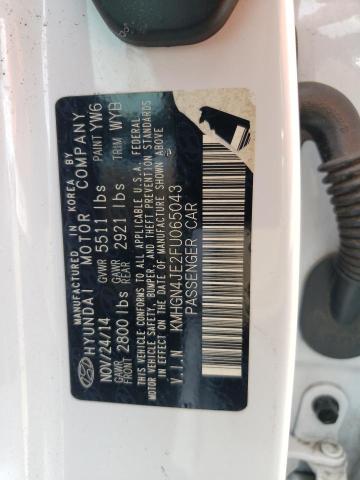 MANUFACTURED IN KOREA BY
HYUNDAI MOTOR COMPANY
NOV/24/14 GVWR 5511 lbs PAINT YW6
GAWR FRONT 2800 lbs GAWR REAR 2921 lbs TRIM WYB
THIS VEHICLE CONFORMS TO ALL APPLICABLE U.S.A. FEDERAL
MOTOR VEHICLE SAFETY, BUMPER, AND THEFT PREVENTION STANDARDS
IN EFFECT ON THE DATE OF MANUFACTURE SHOWN ABOVE
V.I.N KMHGN4JE2FU065043
PASSENGER CAR